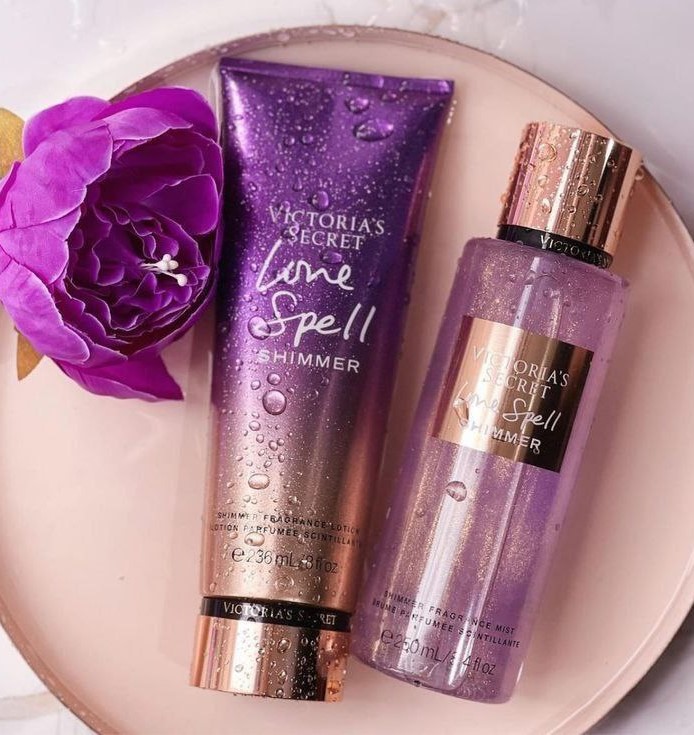 VICTORIA'S
SECRET
Love
Spell
SHIMMER
SHIMMER FRAGRANCE LOTION
LOTION PARFUMÉE SCINTILLANTE
℮ 236 mL/8 fl oz
VICTORIA'S SECRET
VICTORIA'S
VICTORIA'S
SECRET
Love Spell
SHIMMER
SHIMMER FRAGRANCE MIST
BRUME PARFUMÉE SCINTILLANTE
℮ 250 mL/8.4 fl oz